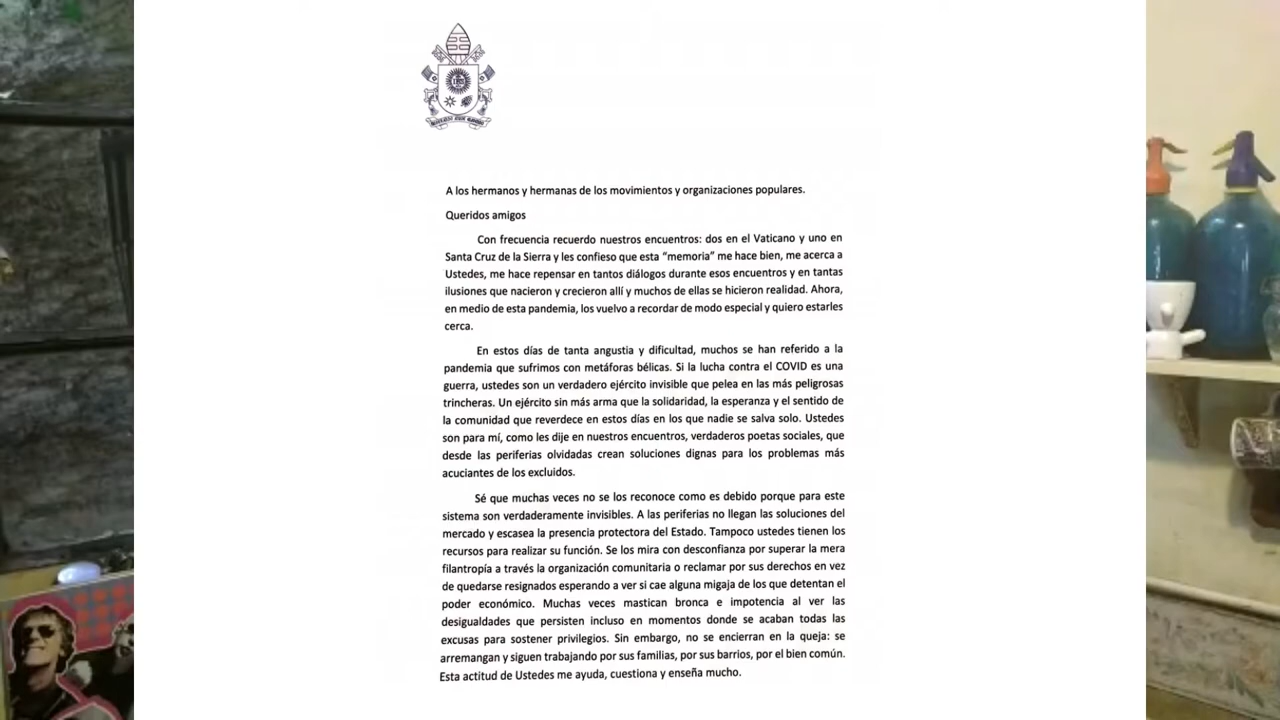 A los hermanos y hermanas de los movimientos y organizaciones populares.
Queridos amigos
Con frecuencia recuerdo nuestros encuentros: dos en el Vaticano y uno en
Santa Cruz de la Sierra y les confieso que esta “memoria” me hace bien, me acerca a
Ustedes, me hace repensar en tantos diálogos durante esos encuentros y en tantas
ilusiones que nacieron y crecieron allí y muchos de ellas se hicieron realidad. Ahora,
en medio de esta pandemia, los vuelvo a recordar de modo especial y quiero estarles
cerca.
En estos días de tanta angustia y dificultad, muchos se han referido a la
pandemia que sufrimos con metáforas bélicas. Si la lucha contra el COVID es una
guerra, ustedes son un verdadero ejército invisible que pelea en las más peligrosas
trincheras. Un ejército sin más arma que la solidaridad, la esperanza y el sentido de
la comunidad que reverdece en estos días en los que nadie se salva solo. Ustedes
son para mí, como les dije en nuestros encuentros, verdaderos poetas sociales, que
desde las periferias olvidadas crean soluciones dignas para los problemas más
acuciantes de los excluidos.
Sé que muchas veces no se los reconoce como es debido porque para este
sistema son verdaderamente invisibles. A las periferias no llegan las soluciones del
mercado y escasea la presencia protectora del Estado. Tampoco ustedes tienen los
recursos para realizar su función. Se los mira con desconfianza por superar la mera
filantropía a través la organización comunitaria o reclamar por sus derechos en vez
de quedarse resignados esperando a ver si cae alguna migaja de los que detentan el
poder económico. Muchas veces mastican bronca e impotencia al ver las
desigualdades que persisten incluso en momentos donde se acaban todas las
excusas para sostener privilegios. Sin embargo, no se encierran en la queja: se
arremangan y siguen trabajando por sus familias, por sus barrios, por el bien común.
Esta actitud de Ustedes me ayuda, cuestiona y enseña mucho.